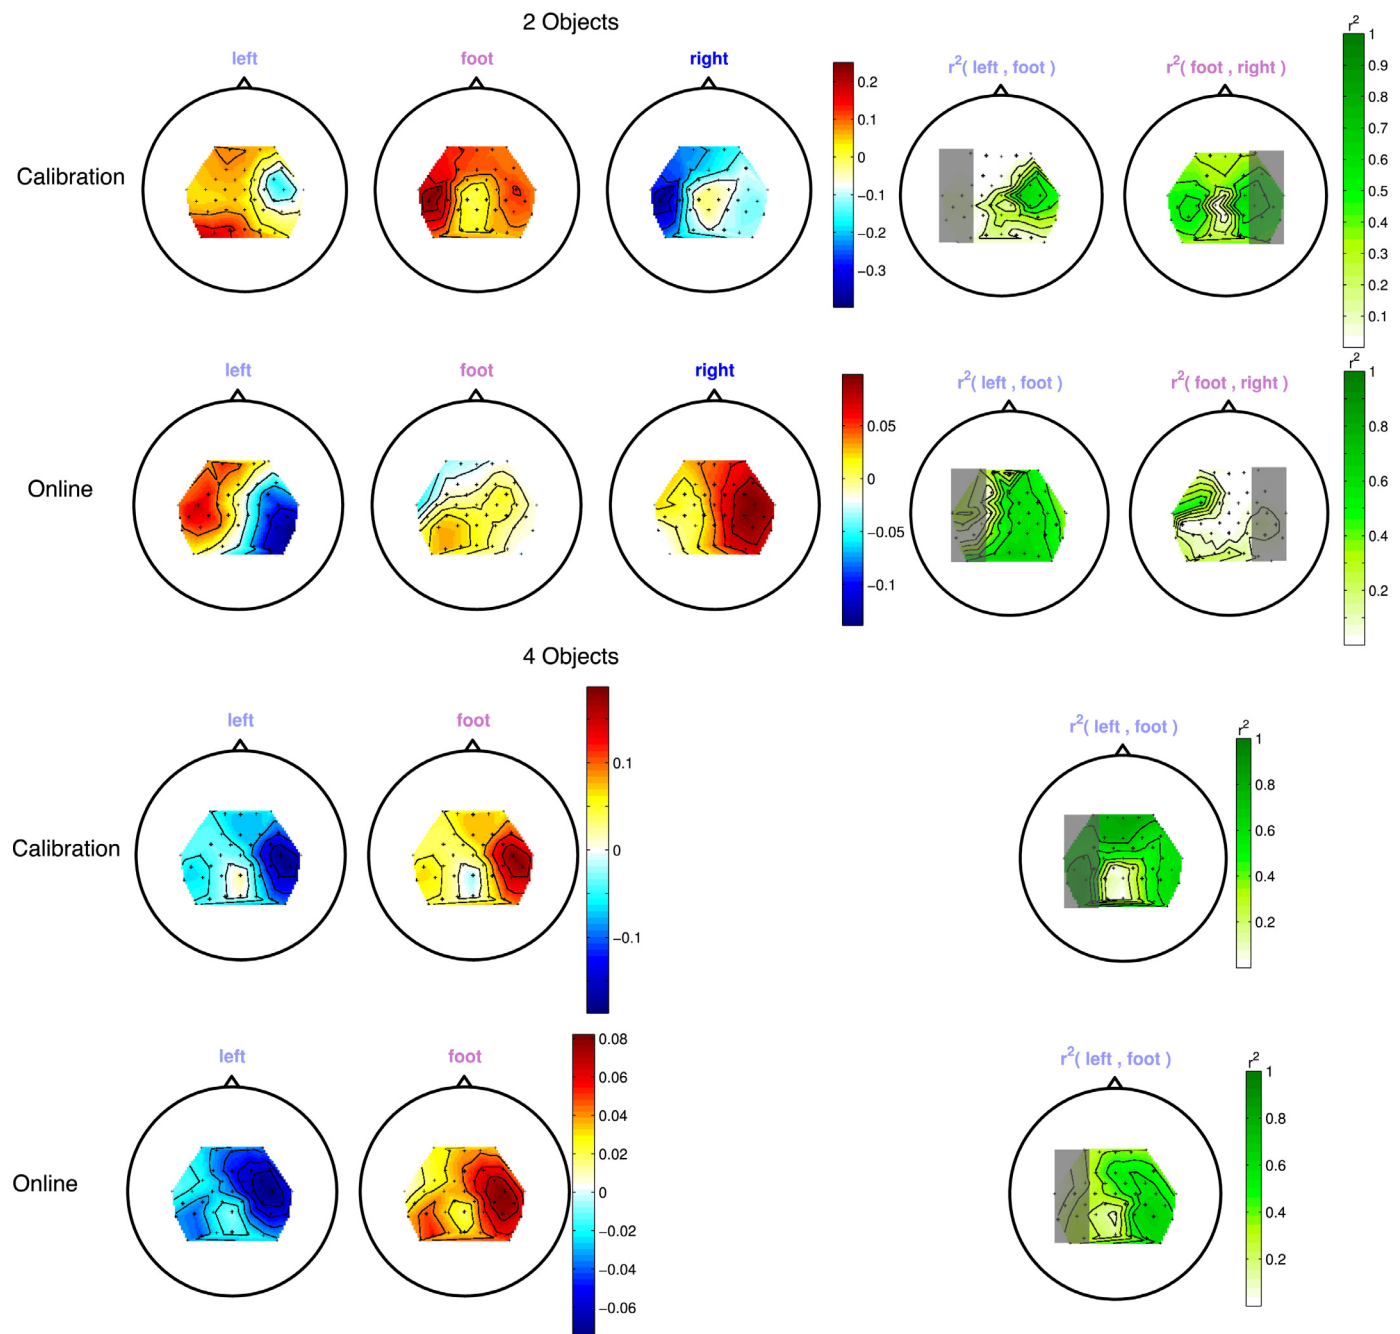 2 Objects
left
foot
right
r²( left , foot )
r²( foot , right )
r²
Calibration
0.2
0.1
0
−0.1
−0.2
−0.3
1
0.9
0.8
0.7
0.6
0.5
0.4
0.3
0.2
0.1
left
foot
right
r²( left , foot )
r²( foot , right )
r²
Online
0.05
0
−0.05
−0.1
1
0.8
0.6
0.4
0.2
4 Objects
left
foot
r²( left , foot )
r²
Calibration
0.1
0
−0.1
1
0.8
0.6
0.4
0.2
left
foot
r²( left , foot )
r²
Online
0.08
0.06
0.04
0.02
0
−0.02
−0.04
−0.06
1
0.8
0.6
0.4
0.2